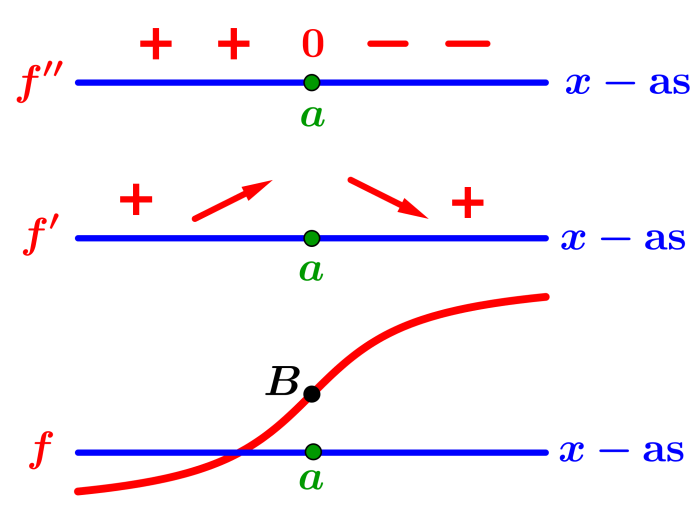 + + 0 − −
f″ x − as
a
+ +
f′ x − as
a
B
f x − as
a